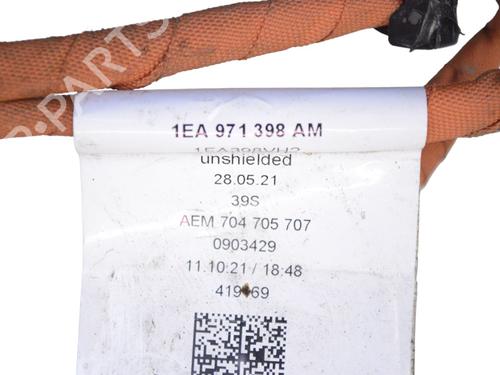 1EA 971 398 AM
1EA398VH2
unshielded
28.05.21
39S
AEM 704 705 707
0903429
11.10.21 / 18:48